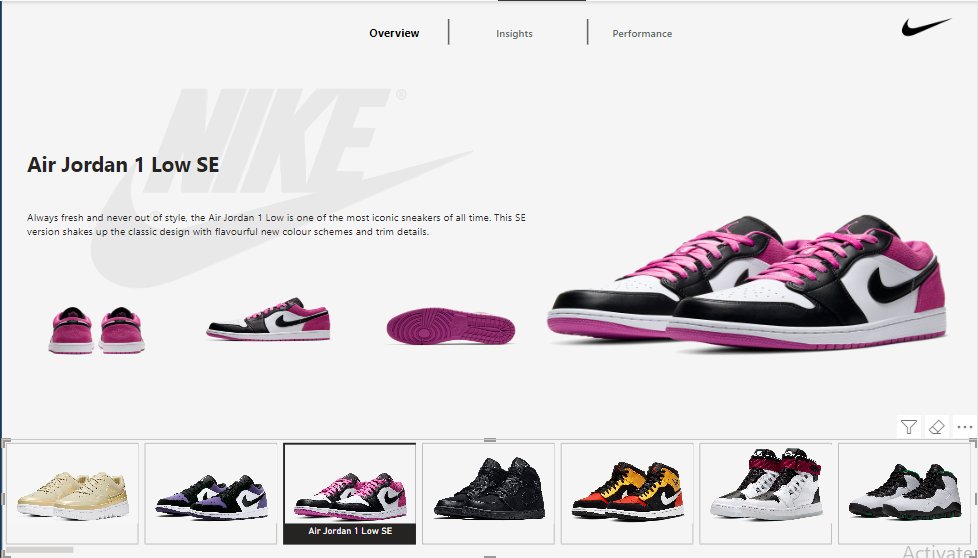 Overview
Insights
Performance
NIKE®
Air Jordan 1 Low SE
Always fresh and never out of style, the Air Jordan 1 Low is one of the most iconic sneakers of all time. This SE
version shakes up the classic design with flavourful new colour schemes and trim details.
Air Jordan 1 Low SE
Activate